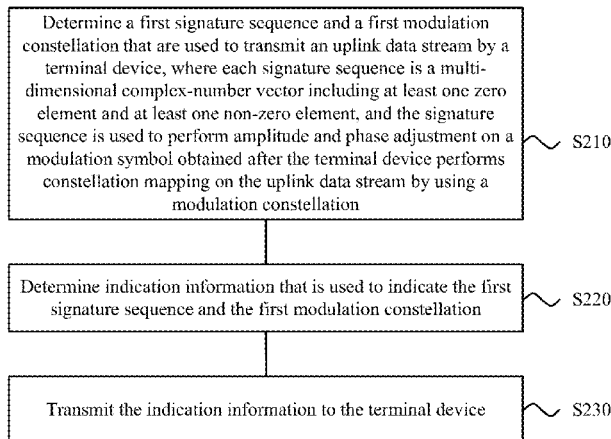 Determine a first signature sequence and a first modulation
constellation that are used to transmit an uplink data stream by a
terminal device, where each signature sequence is a multi-
dimensional complex-number vector including at least one zero
element and at least one non-zero element, and the signature
sequence is used to perform amplitude and phase adjustment on a
modulation symbol obtained after the terminal device performs
constellation mapping on the uplink data stream by using a
modulation constellation
S210
Determine indication information that is used to indicate the first
signature sequence and the first modulation constellation
S220
Transmit the indication information to the terminal device
S230